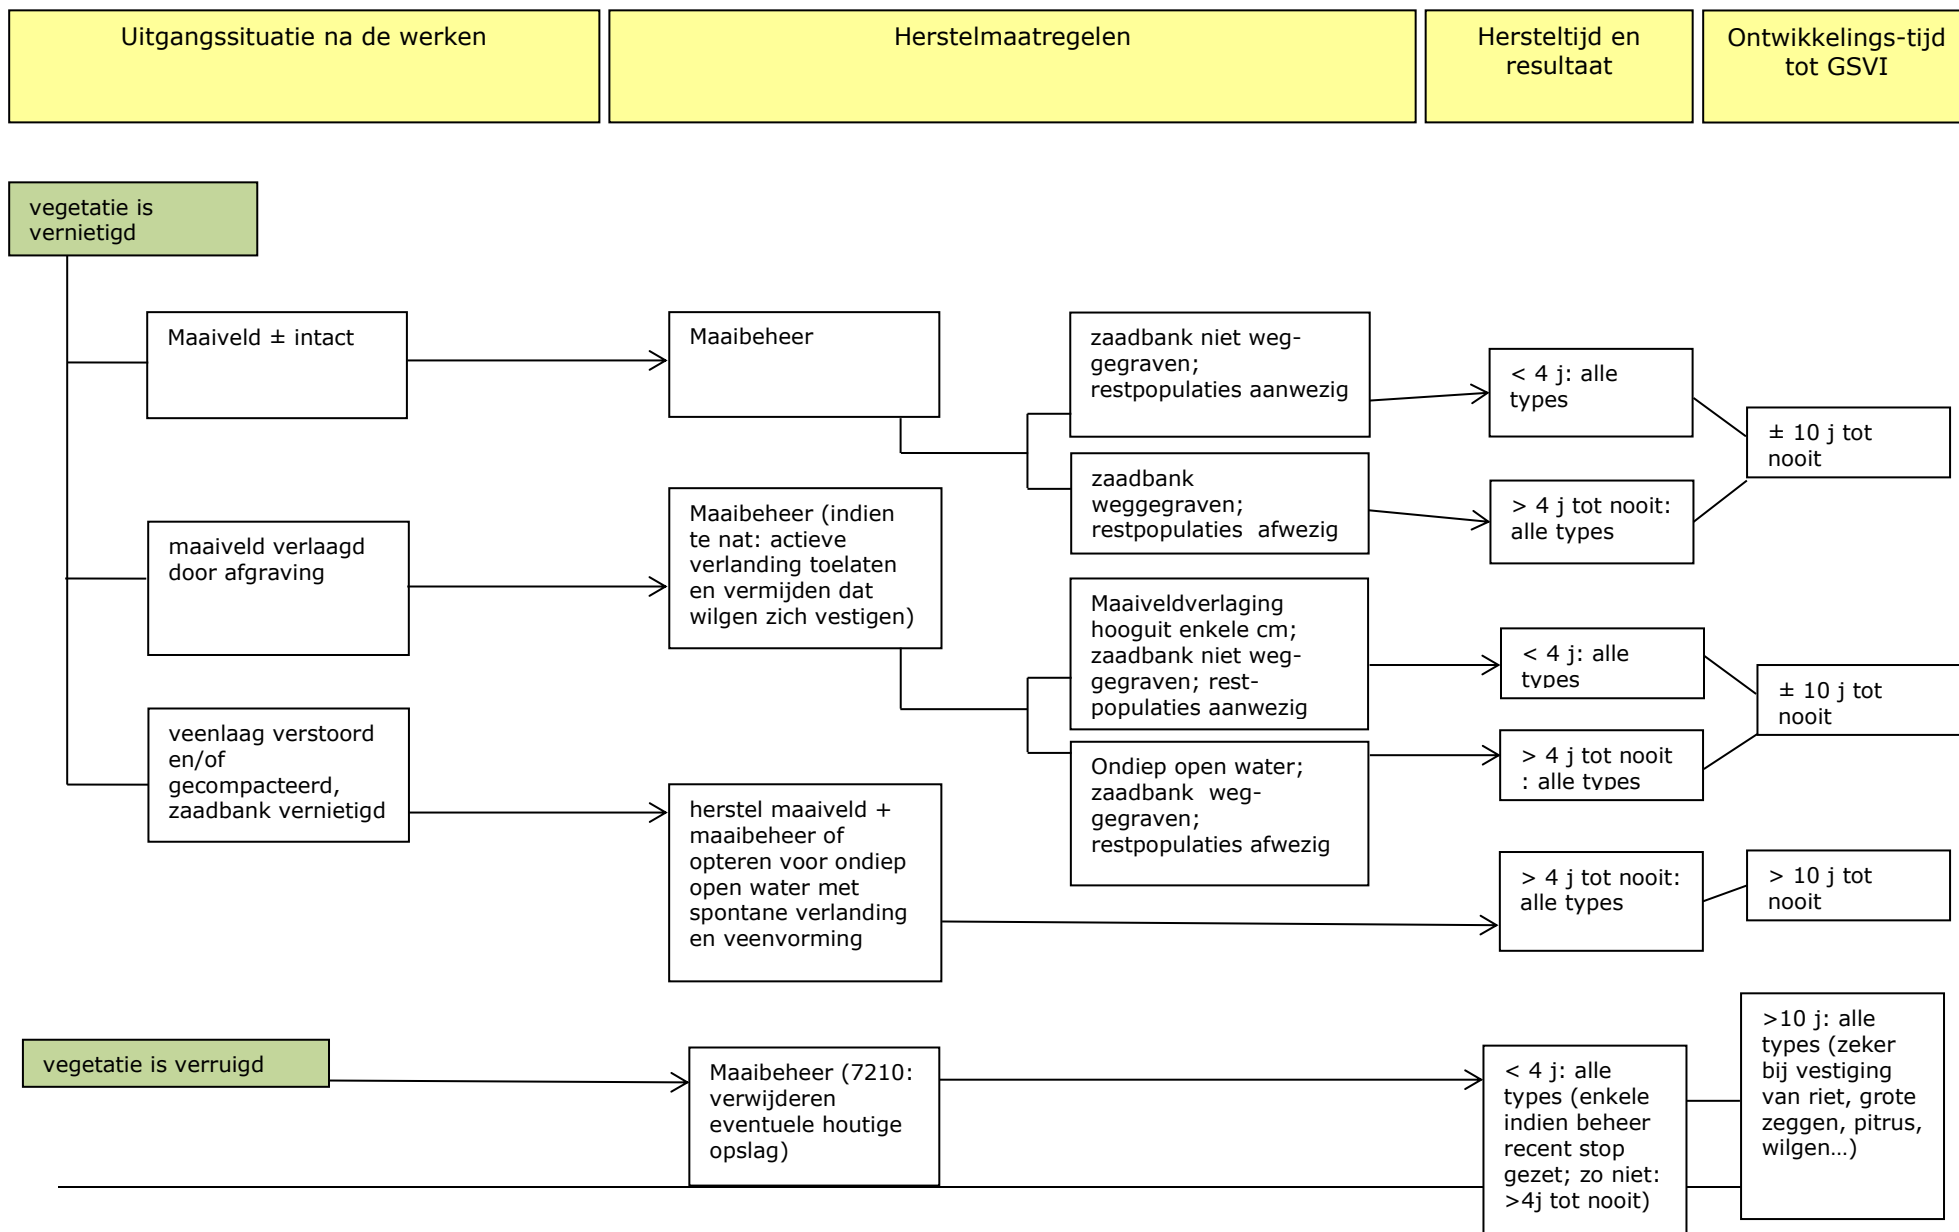 Uitgangssituatie na de werken
Herstelmaatregelen
Hersteltijd en
resultaat
Ontwikkelings-tijd
tot GSVI
vegetatie is
vernietigd
Maaiveld ± intact
Maaibeheer
zaadbank niet weg-
gegraven;
restpopulaties aanwezig
< 4 j: alle
types
± 10 j tot
nooit
zaadbank
weggegraven;
restpopulaties afwezig
> 4 j tot nooit:
alle types
maaiveld verlaagd
door afgraving
Maaibeheer (indien
te nat: actieve
verlanding toelaten
en vermijden dat
wilgen zich vestigen)
Maaiveldverlaging
hooguit enkele cm;
zaadbank niet weg-
gegraven; rest-
populaties aanwezig
< 4 j: alle
types
± 10 j tot
nooit
Ondiep open water;
zaadbank weg-
gegraven;
restpopulaties afwezig
> 4 j tot nooit
: alle types
veenlaag verstoord
en/of
gecompacteerd,
zaadbank vernietigd
herstel maaiveld +
maaibeheer of
opteren voor ondiep
open water met
spontane verlanding
en veenvorming
> 4 j tot nooit:
alle types
> 10 j tot
nooit
vegetatie is verruigd
Maaibeheer (7210:
verwijderen
eventuele houtige
opslag)
< 4 j: alle
types (enkele
indien beheer
recent stop
gezet; zo niet:
>4j tot nooit)
>10 j: alle
types (zeker
bij vestiging
van riet, grote
zeggen, pitrus,
wilgen…)